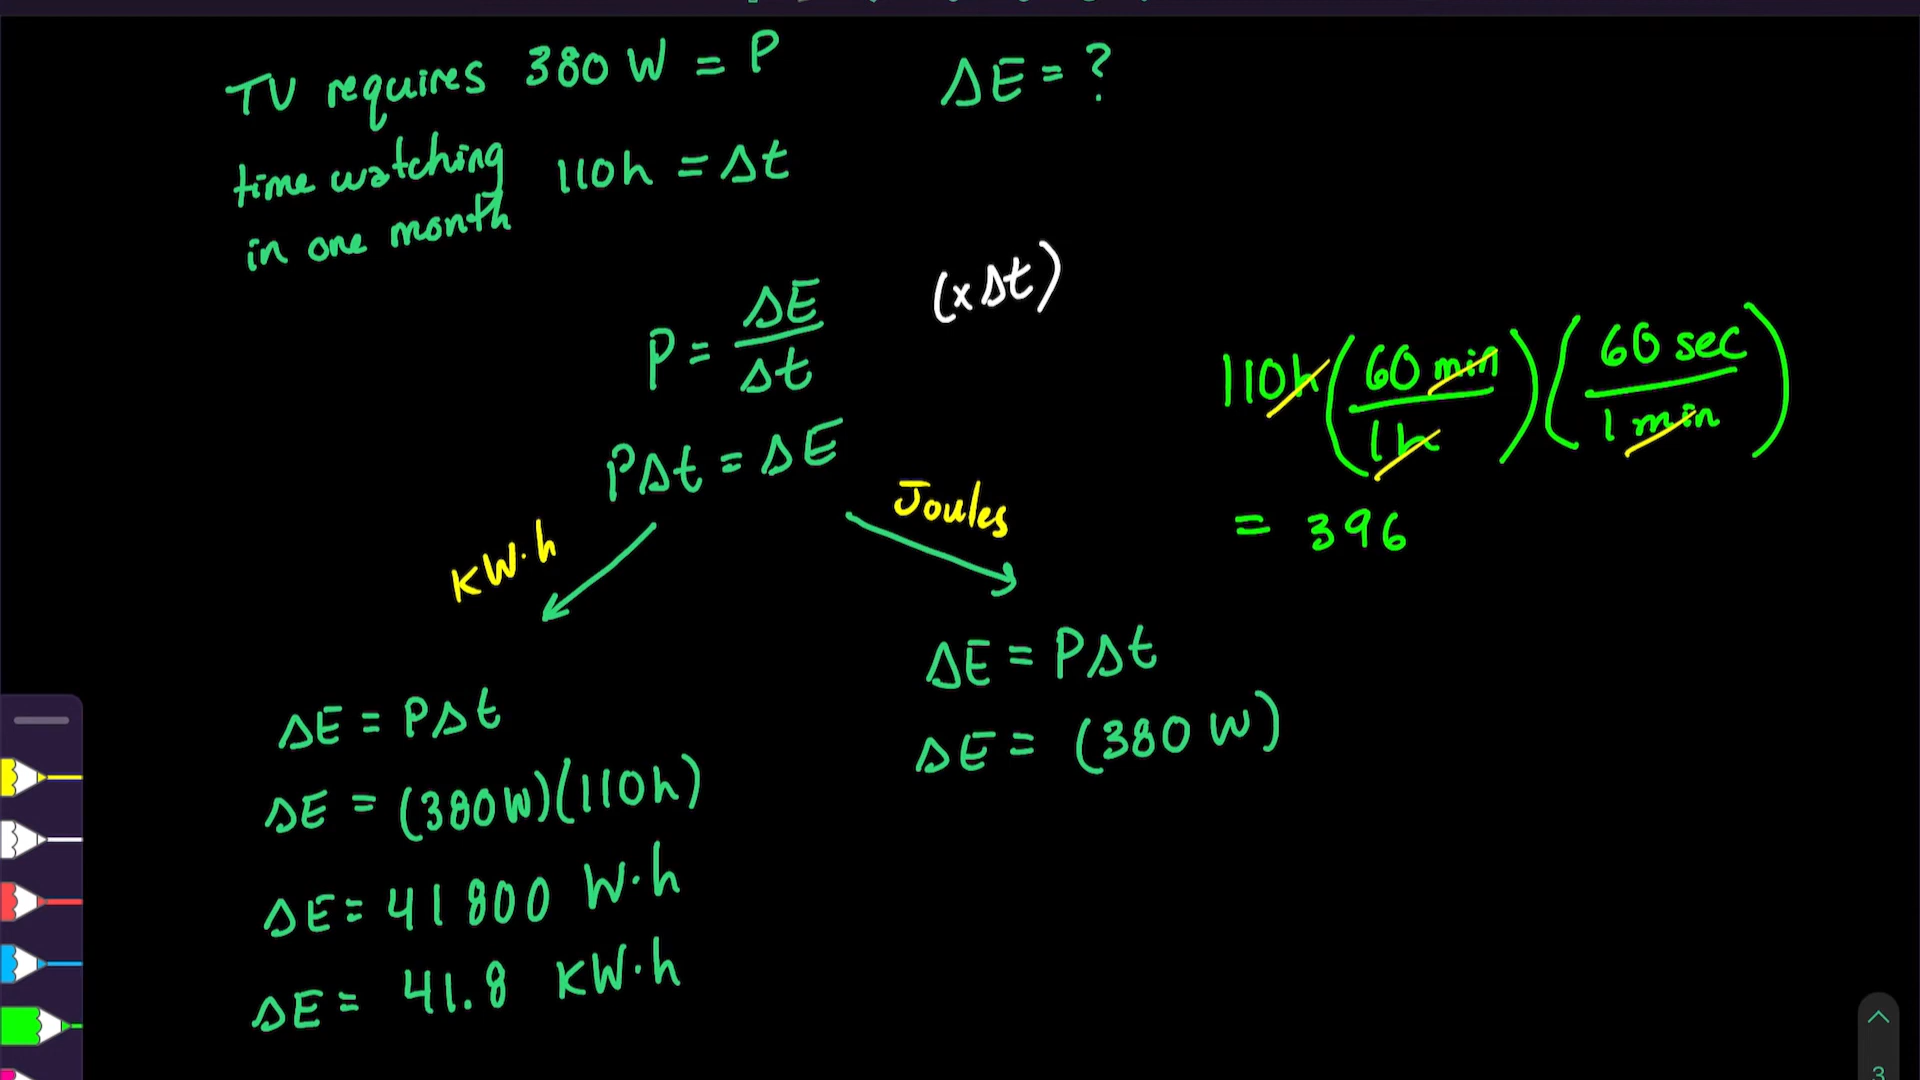 TV requires 380 W = P
ΔE = ?
time watching
in one month 110h = Δt
P = ΔE/Δt (xΔt)
PΔt = ΔE
KW·h
Joules
110h (60 min/1h) (60 sec/1 min)
= 396
ΔE = PΔt
ΔE = (380W)(110h)
ΔE = 41 800 W·h
ΔE = 41.8 KW·h
ΔE = PΔt
ΔE = (380 W)
3